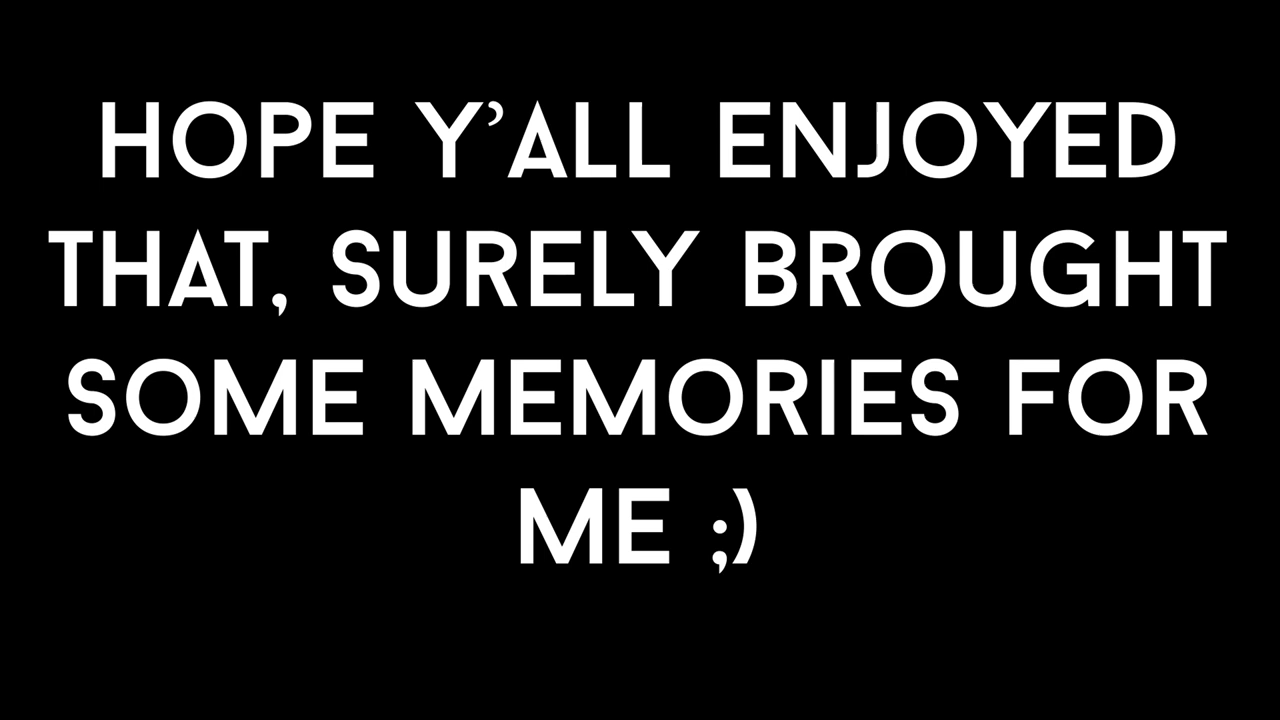 HOPE Y’ALL ENJOYED
THAT, SURELY BROUGHT
SOME MEMORIES FOR
ME ;)